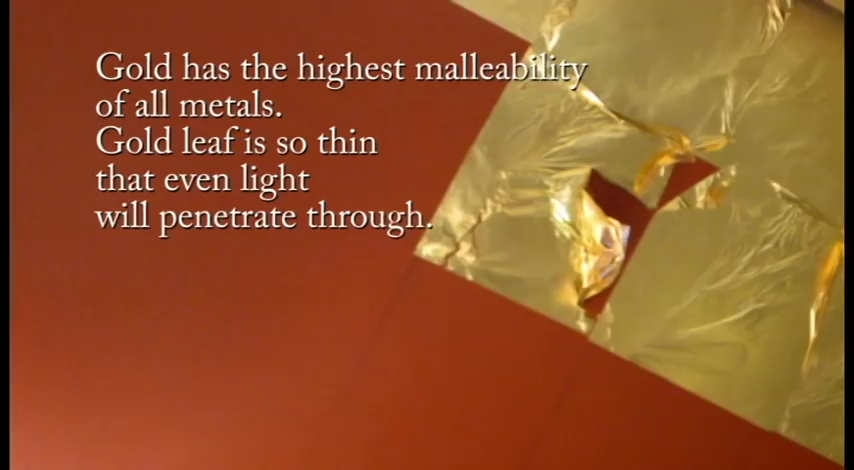 Gold has the highest malleability
of all metals.
Gold leaf is so thin
that even light
will penetrate through.